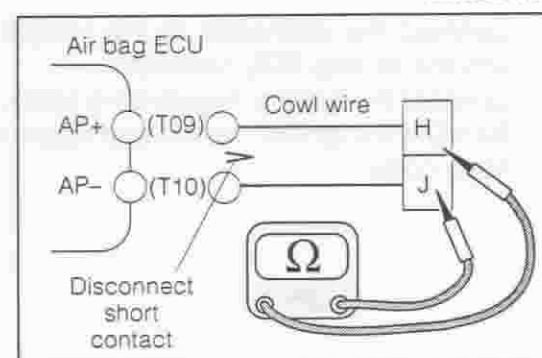 Air bag ECU
AP+ (T09) Cowl wire H
AP− (T10) J
Ω
Disconnect
short
contact